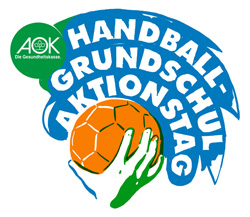 AOK
Die Gesundheitskasse.
HANDBALL-
GRUNDSCHUL
AKTIONSTAG